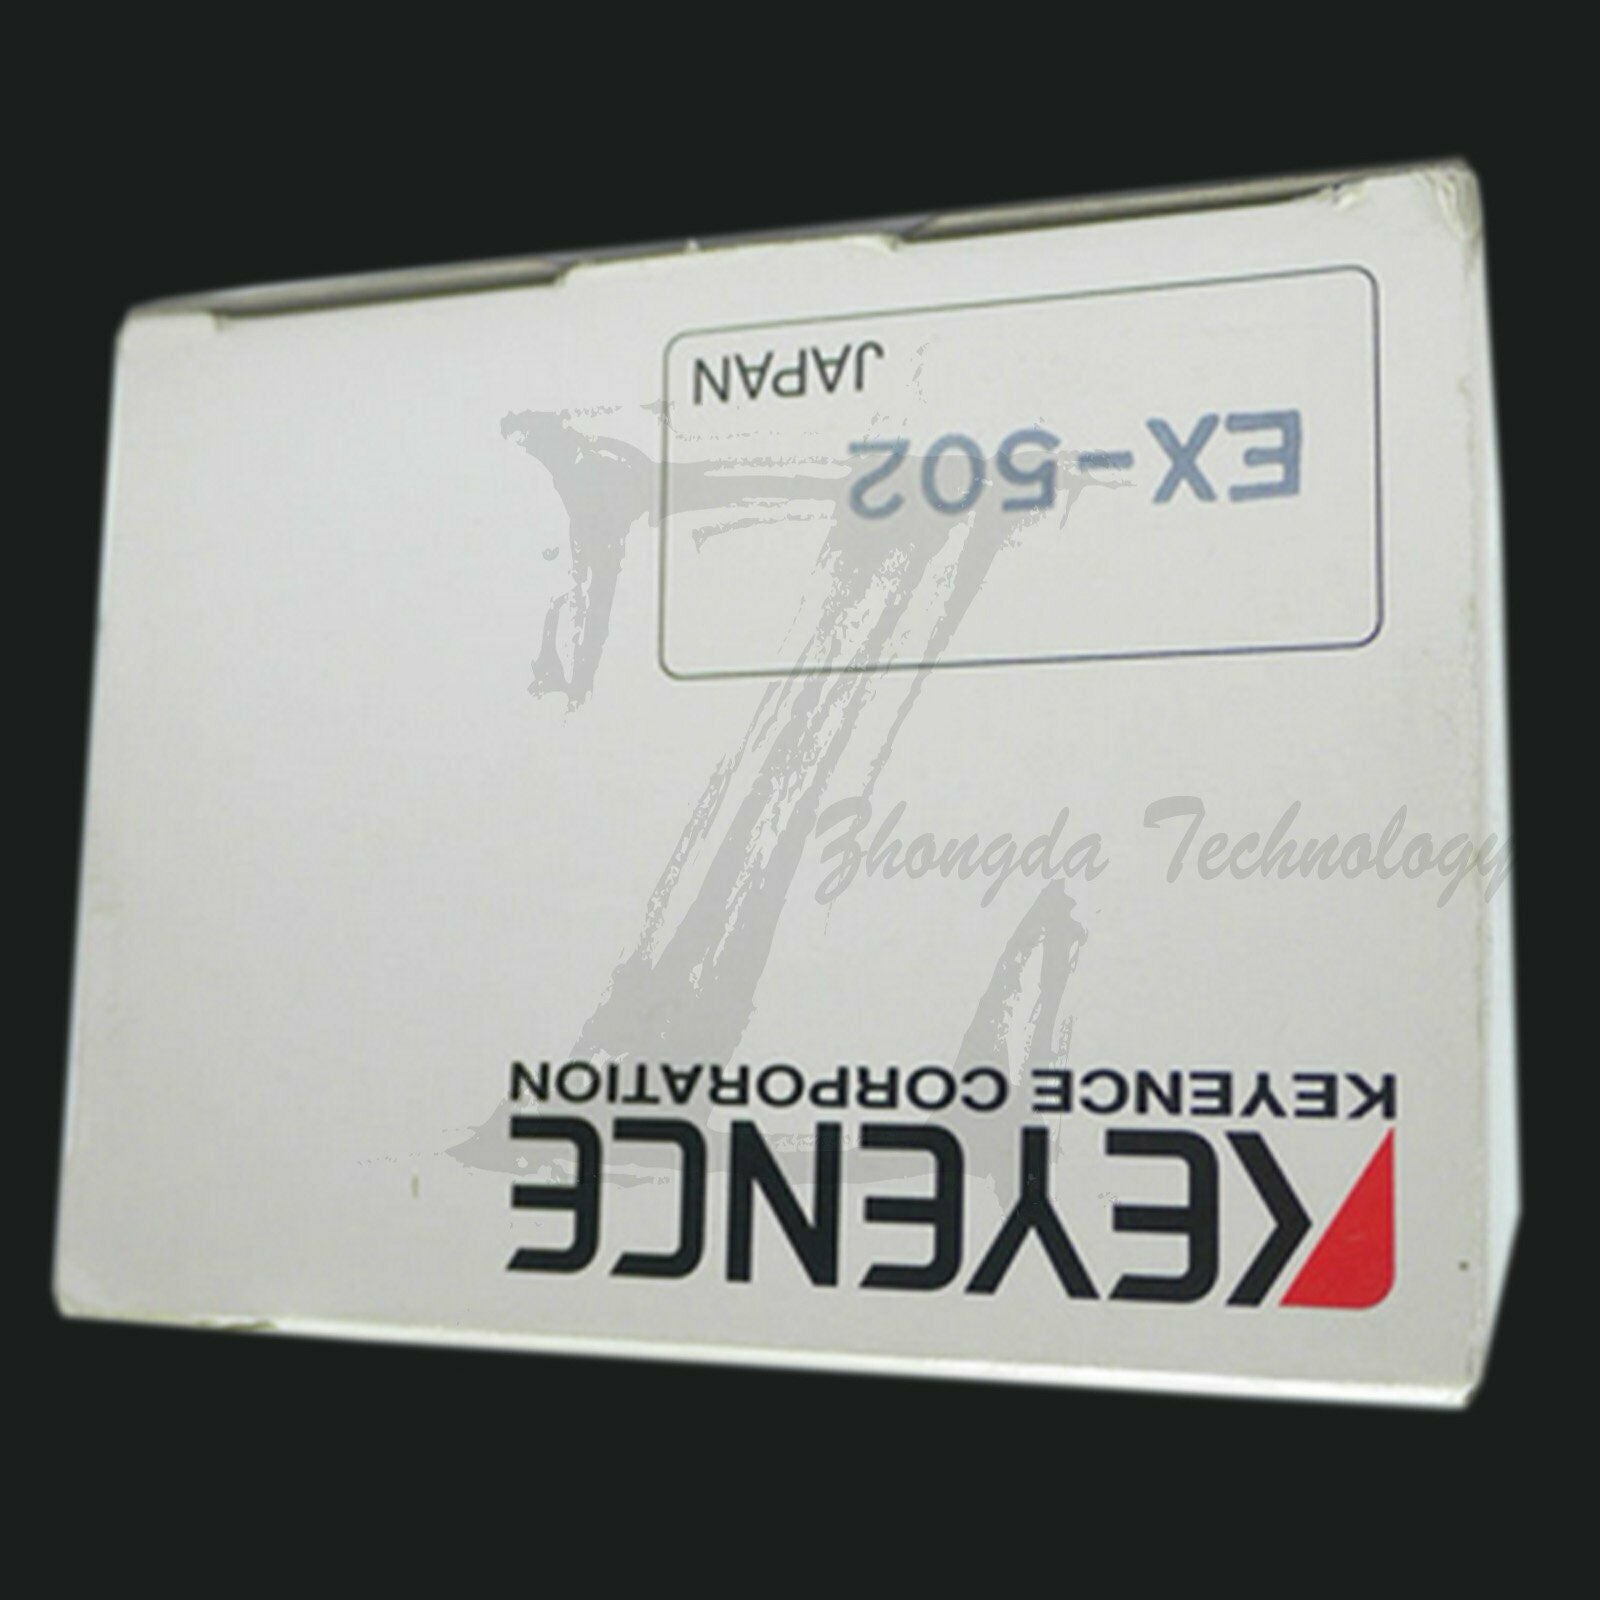 KEYENCE
KEYENCE CORPORATION
EX-502
JAPAN
Zhongda Technology